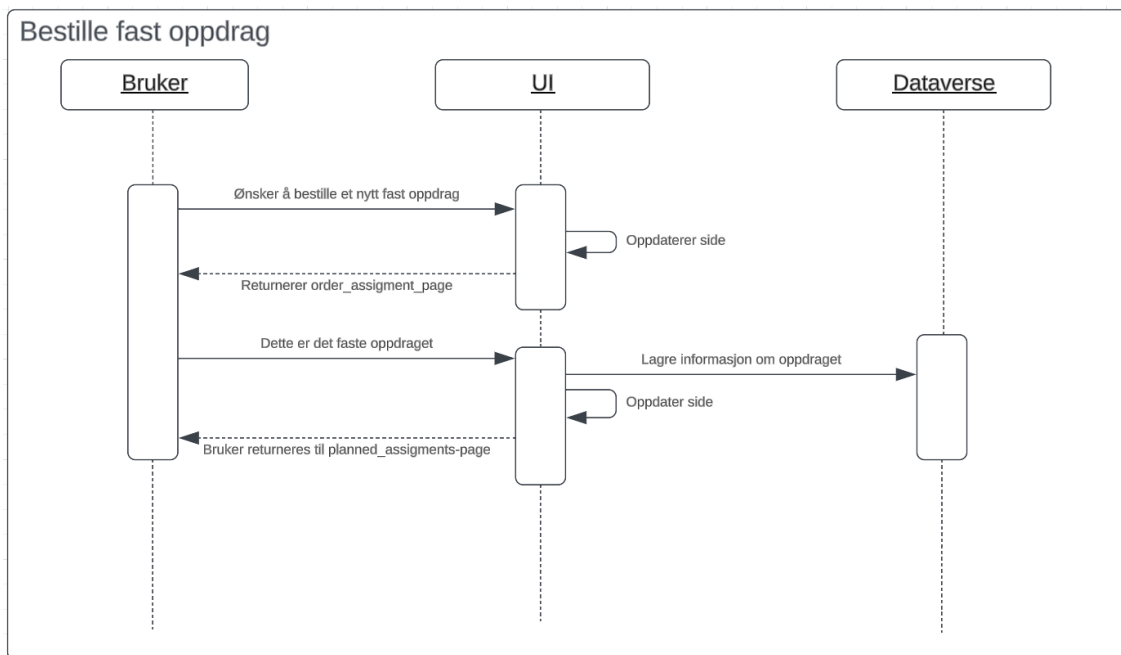 Bestille fast oppdrag
Bruker
UI
Dataverse
Ønsker å bestille et nytt fast oppdrag
Oppdaterer side
Returnerer order_assigment_page
Dette er det faste oppdraget
Lagre informasjon om oppdraget
Oppdater side
Bruker returneres til planned_assigments-page